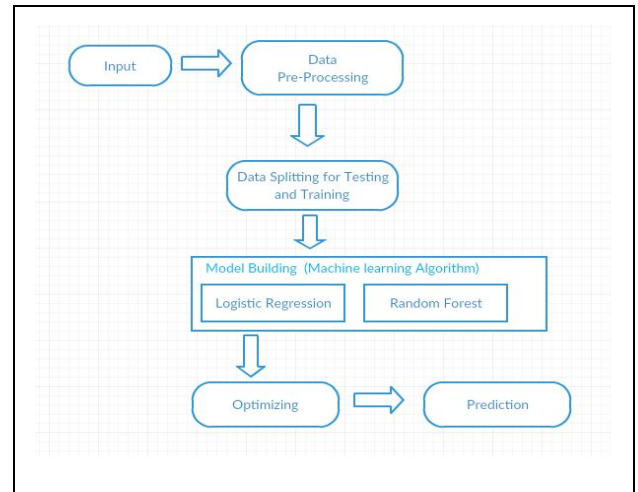 Input
Data
Pre-Processing
Data Splitting for Testing
and Training
Model Building (Machine learning Algorithm)
Logistic Regression
Random Forest
Optimizing
Prediction